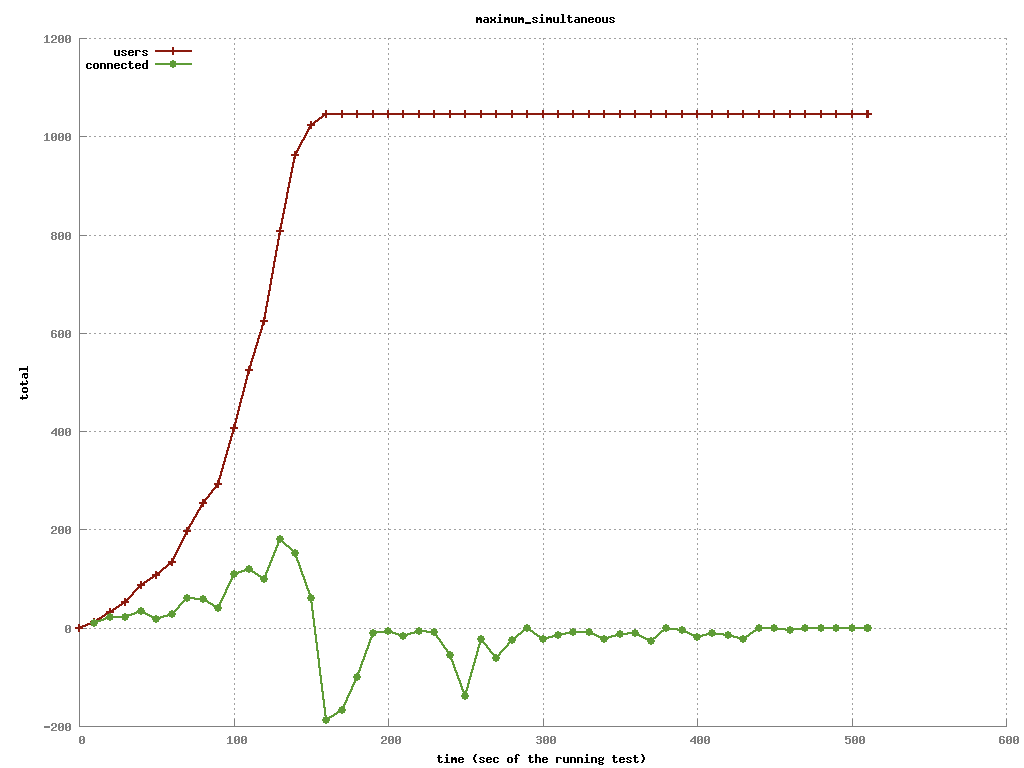 maximum_simultaneous
1200
users
connected
1000
800
600
total
400
200
0
-200
0 100 200 300 400 500 600
time (sec of the running test)